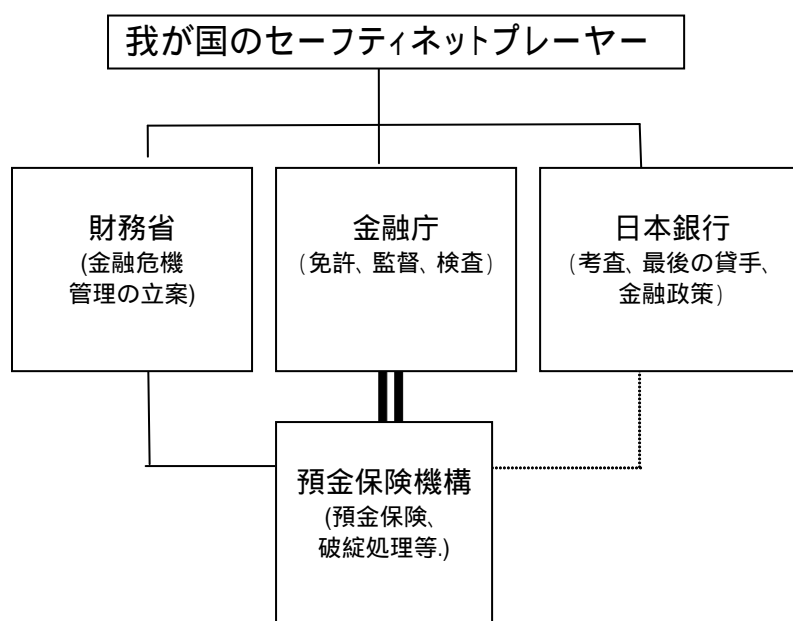 我が国のセーフティネットプレーヤー
財務省
(金融危機
管理の立案)
金融庁
(免許、監督、検査)
日本銀行
(考査、最後の貸手、
金融政策)
預金保険機構
(預金保険、
破綻処理等.)